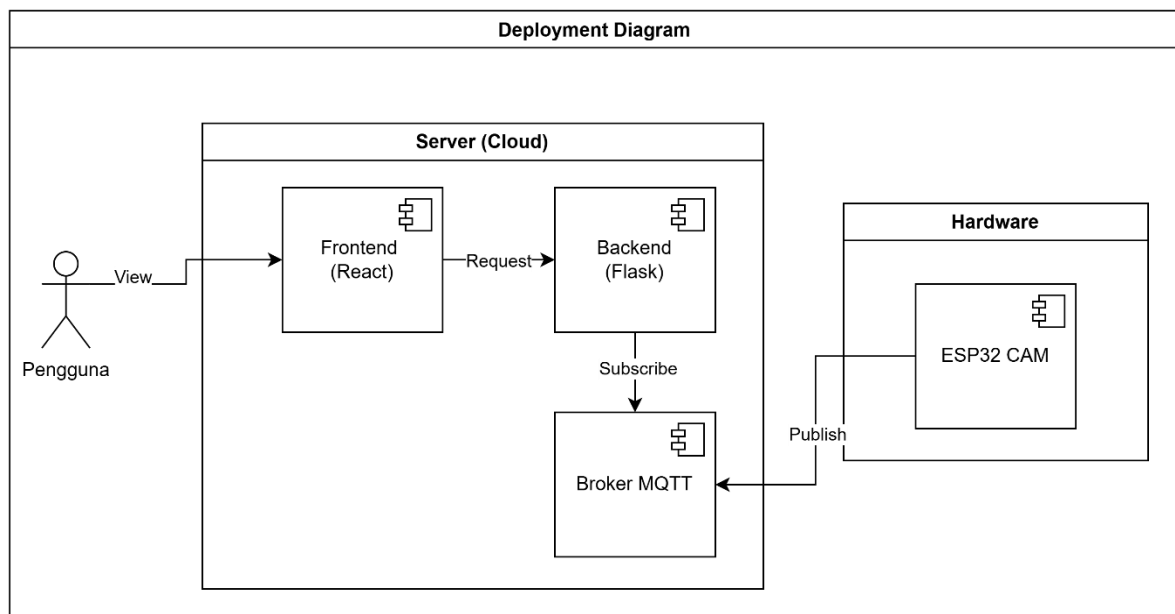 Deployment Diagram
Server (Cloud)
Frontend
(React)
Request
Backend
(Flask)
Hardware
View
Pengguna
Subscribe
ESP32 CAM
Publish
Broker MQTT